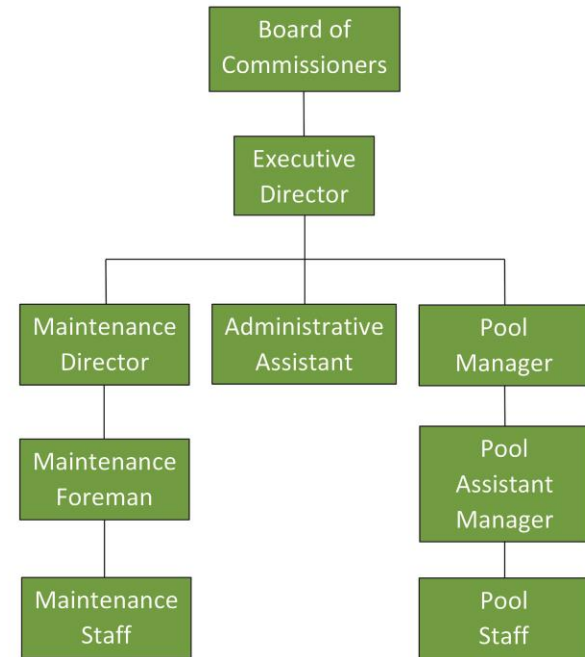 Board of
Commissioners
Executive
Director
Maintenance
Director
Administrative
Assistant
Pool
Manager
Maintenance
Foreman
Pool
Assistant
Manager
Maintenance
Staff
Pool
Staff